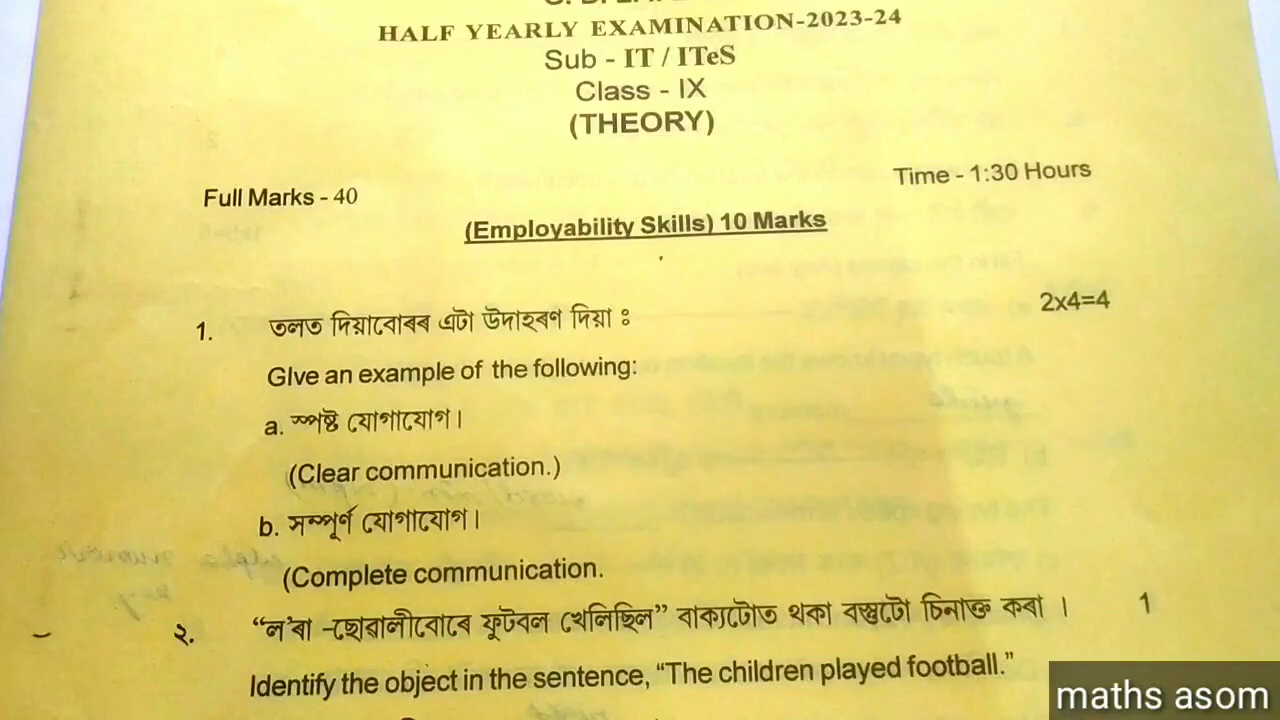 HALF YEARLY EXAMINATION-2023-24
Sub - IT / ITeS
Class - IX
(THEORY)
Time - 1:30 Hours
Full Marks - 40
(Employability Skills) 10 Marks
1. তলত দিয়াবোৰৰ এটা উদাহৰণ দিয়া ঃ 2x4=4
GIve an example of the following:
a. স্পষ্ট যোগাযোগ।
(Clear communication.)
b. সম্পূৰ্ণ যোগাযোগ।
(Complete communication.
২. “ল’ৰা -ছোৱালীবোৰে ফুটবল খেলিছিল” বাক্যটোত থকা বস্তুটো চিনাক্ত কৰা । 1
Identify the object in the sentence, “The children played football.”
maths asom